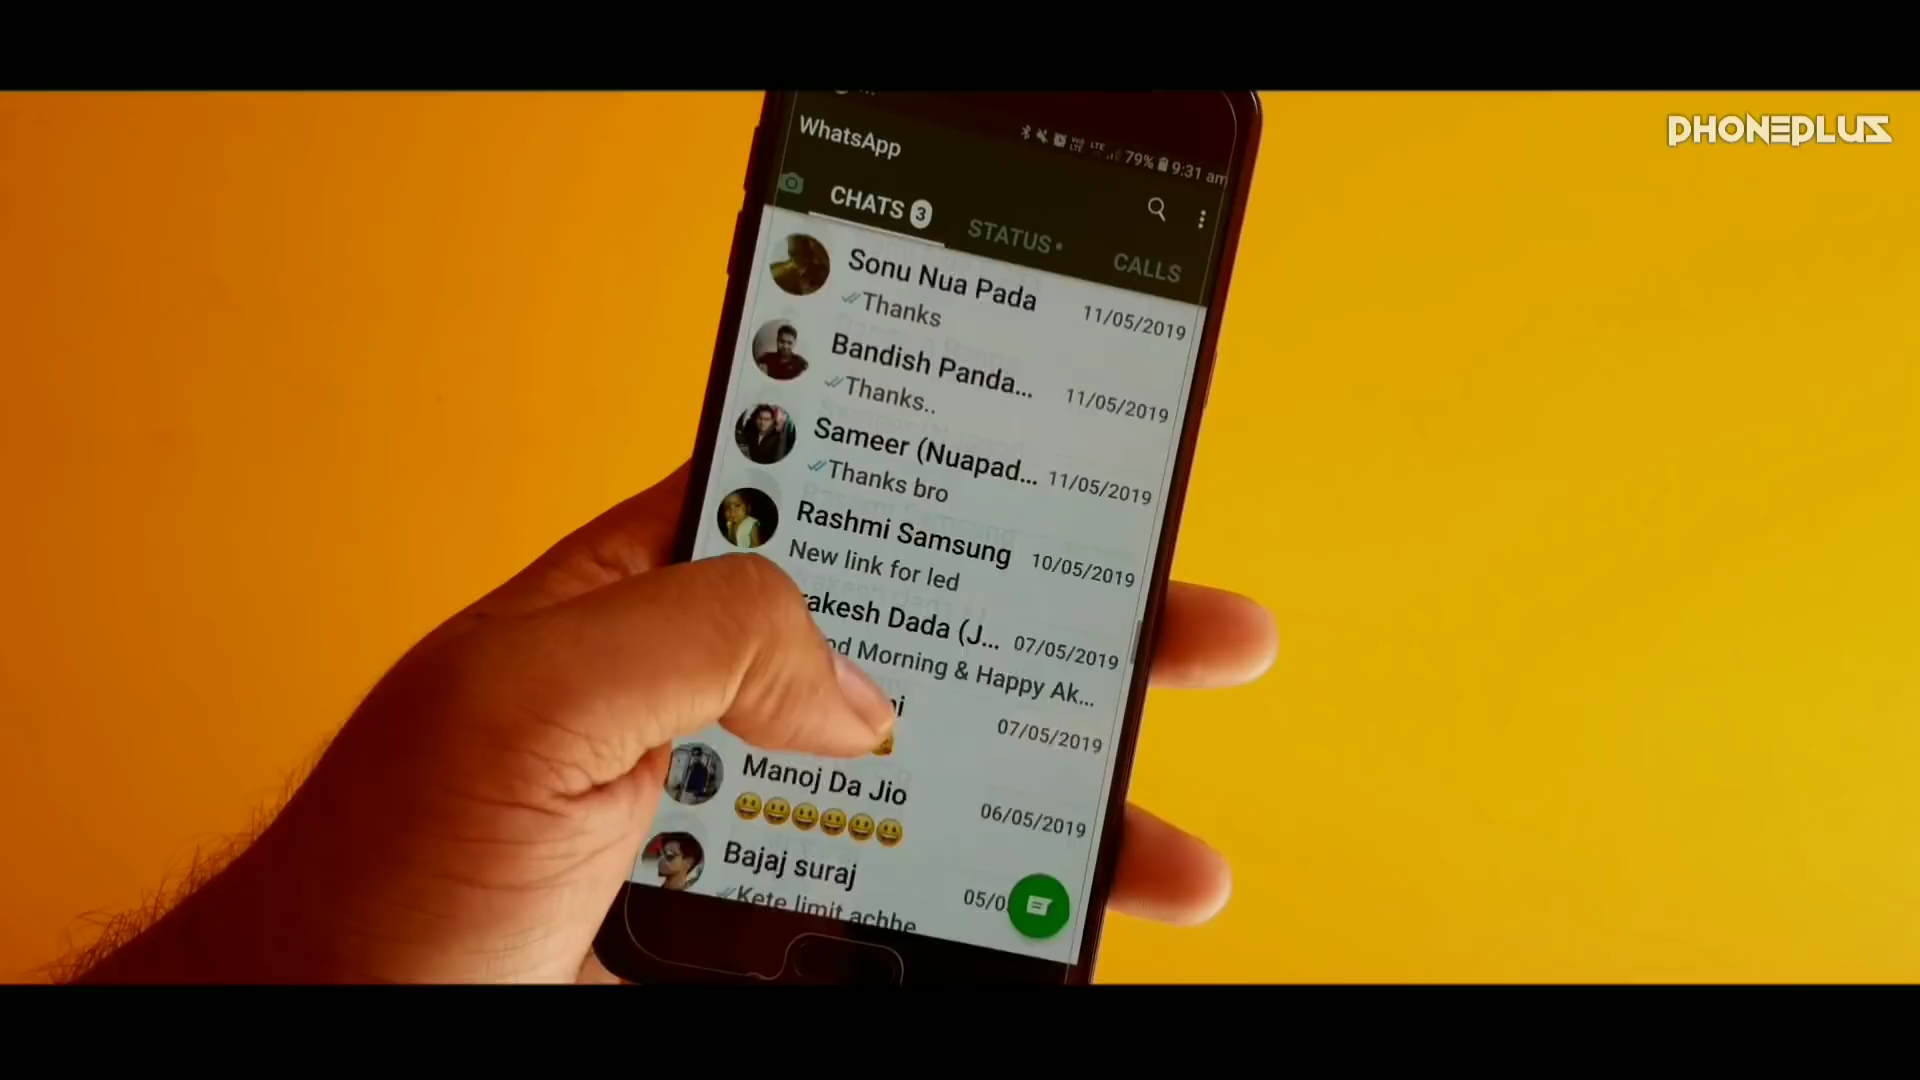 PHONEPLUS
79% 9:31 am
WhatsApp
CHATS 3
STATUS
CALLS
Sonu Nua Pada
11/05/2019
Thanks
Bandish Panda...
11/05/2019
Thanks..
Sameer (Nuapad...
11/05/2019
Thanks bro
Rashmi Samsung
10/05/2019
New link for led
rakesh Dada (J...
07/05/2019
Morning & Happy Ak...
07/05/2019
Manoj Da Jio
06/05/2019
😃😃😃😃😃😃
Bajaj suraj
05/0
Kete limit achhe